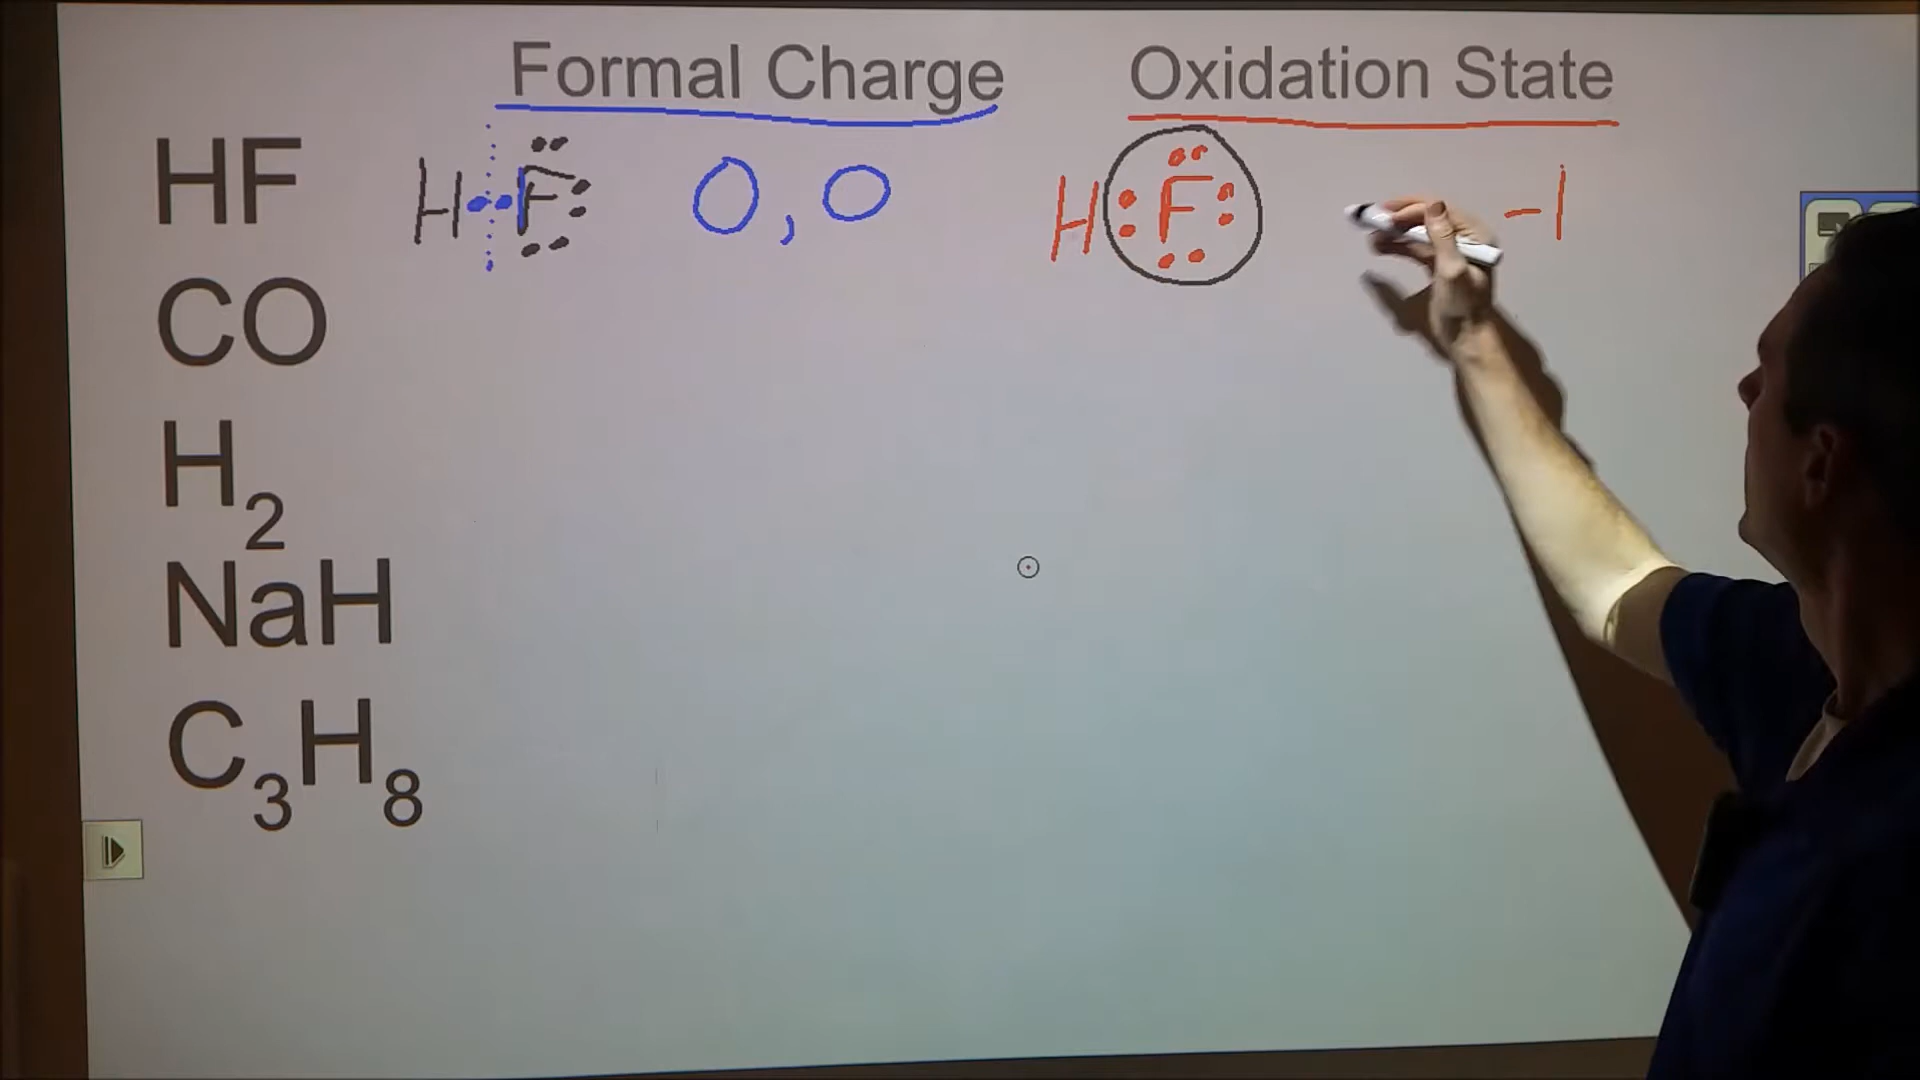 Formal Charge Oxidation State
HF H F 0, 0 H F -1
CO
H2
NaH
C3H8